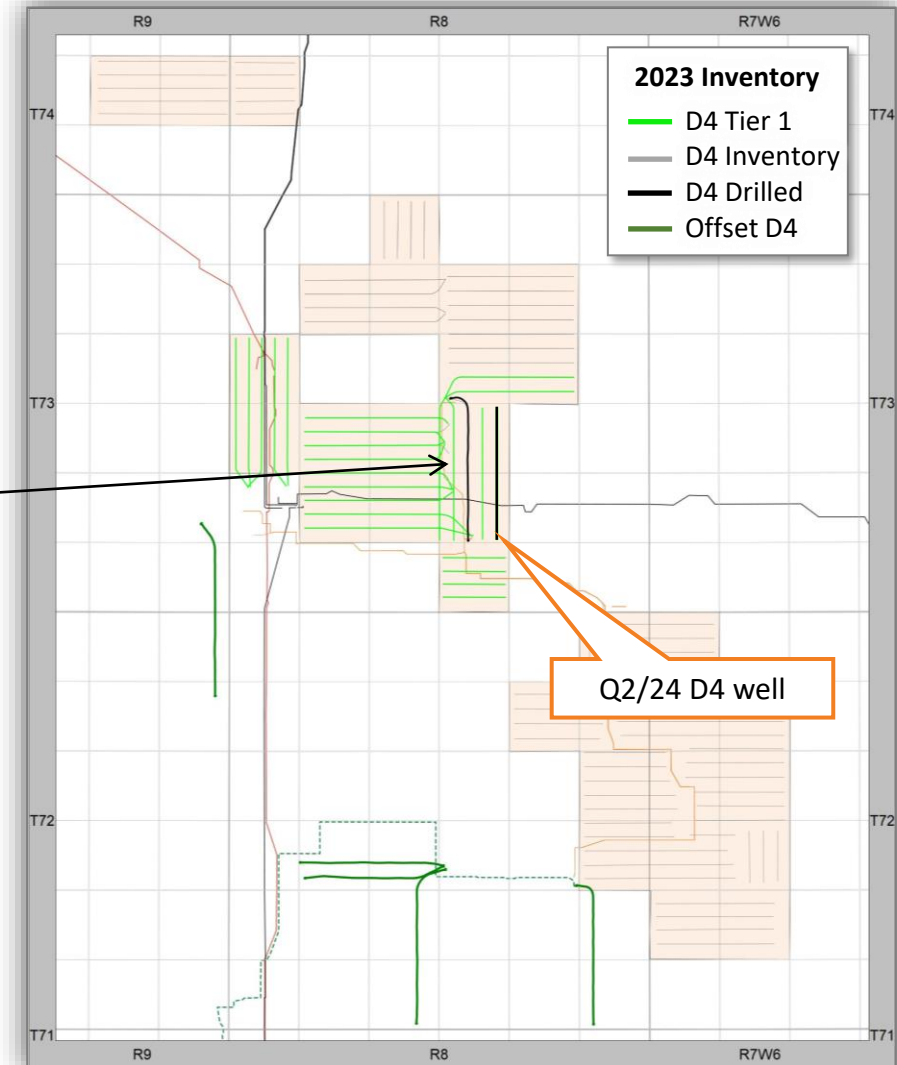 R9 R8 R7W6
2023 Inventory
D4 Tier 1
D4 Inventory
D4 Drilled
Offset D4
T74 T74
T73 T73
Q2/24 D4 well
T72 T72
T71 T71
R9 R8 R7W6